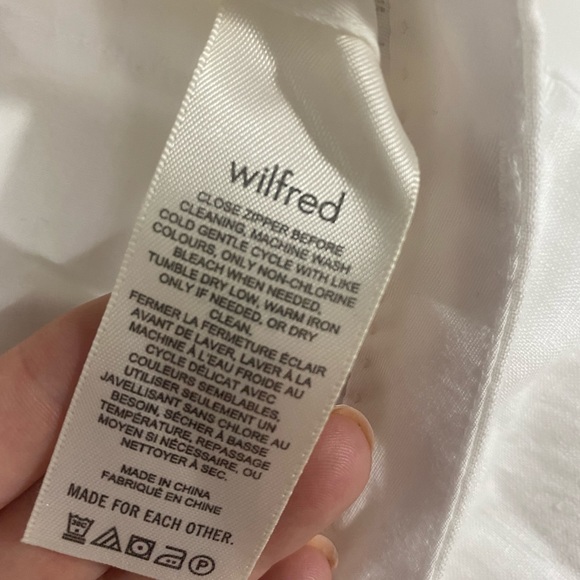 wilfred
CLOSE ZIPPER BEFORE
CLEANING, MACHINE WASH
COLD GENTLE CYCLE WITH LIKE
COLOURS, ONLY NON-CHLORINE
BLEACH WHEN NEEDED,
TUMBLE DRY LOW, WARM IRON
ONLY IF NEEDED. OR DRY
CLEAN.
FERMER LA FERMETURE ÉCLAIR
AVANT DE LAVER, LAVER À LA
MACHINE À L'EAU FROIDE AU
CYCLE DÉLICAT AVEC
COULEURS SEMBLABLES,
UTILISER SEULEMENT UN
JAVELLISANT SANS CHLORE AU
BESOIN, SÉCHER À BASSE
TEMPÉRATURE, REPASSAGE
MOYEN SI NÉCESSAIRE, OU
NETTOYER À SEC.
MADE IN CHINA
FABRIQUÉ EN CHINE
MADE FOR EACH OTHER.
30C
P